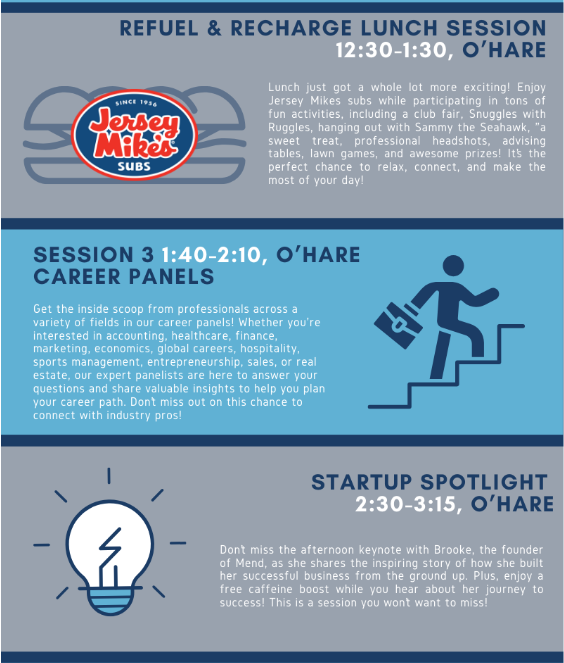 REFUEL & RECHARGE LUNCH SESSION
12:30-1:30, O'HARE
SINCE 1956
Jersey
Mike's
SUBS
Lunch just got a whole lot more exciting! Enjoy
Jersey Mikes subs while participating in tons of
fun activities, including a club fair, Snuggles with
Ruggles, hanging out with Sammy the Seahawk, "a
sweet treat, professional headshots, advising
tables, lawn games, and awesome prizes! It's the
perfect chance to relax, connect, and make the
most of your day!
SESSION 3 1:40-2:10, O'HARE
CAREER PANELS
Get the inside scoop from professionals across a
variety of fields in our career panels! Whether you're
interested in accounting, healthcare, finance,
marketing, economics, global careers, hospitality,
sports management, entrepreneurship, sales, or real
estate, our expert panelists are here to answer your
questions and share valuable insights to help you plan
your career path. Don't miss out on this chance to
connect with industry pros!
STARTUP SPOTLIGHT
2:30-3:15, O'HARE
Don't miss the afternoon keynote with Brooke, the founder
of Mend, as she shares the inspiring story of how she built
her successful business from the ground up. Plus, enjoy a
free caffeine boost while you hear about her journey to
success! This is a session you won't want to miss!